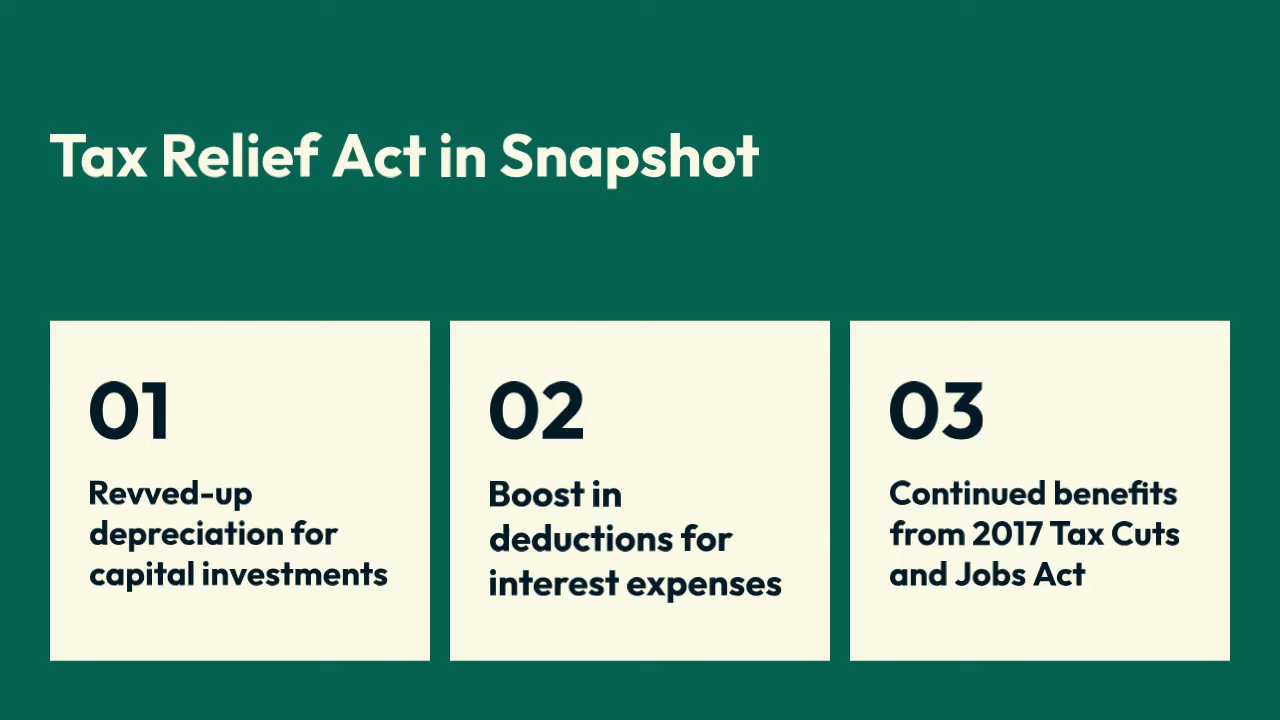 Tax Relief Act in Snapshot
01
Revved-up
depreciation for
capital investments
02
Boost in
deductions for
interest expenses
03
Continued benefits
from 2017 Tax Cuts
and Jobs Act